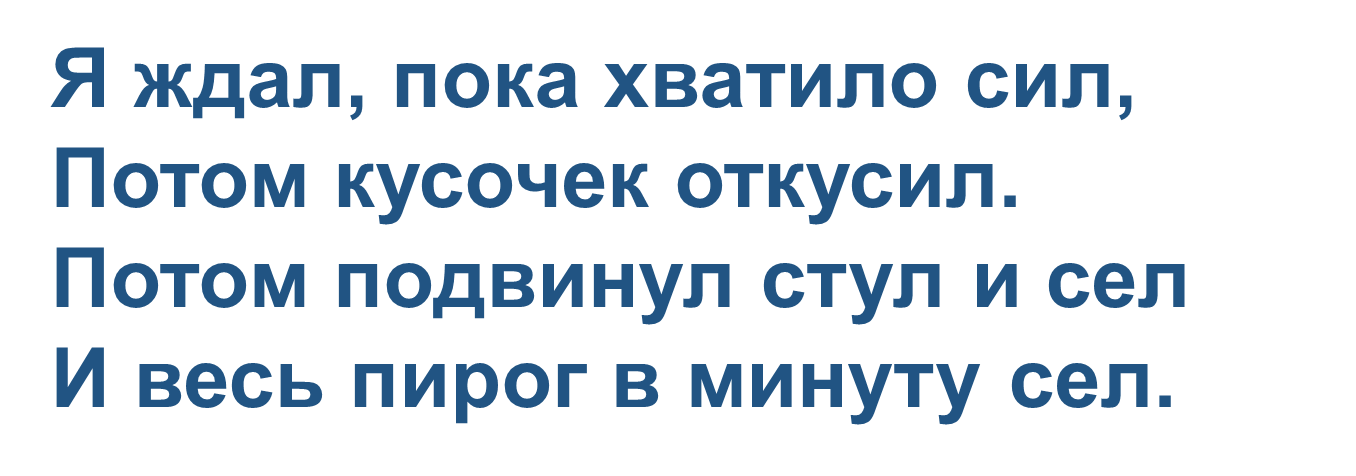 Я ждал, пока хватило сил,
Потом кусочек откусил.
Потом подвинул стул и сел
И весь пирог в минуту сел.